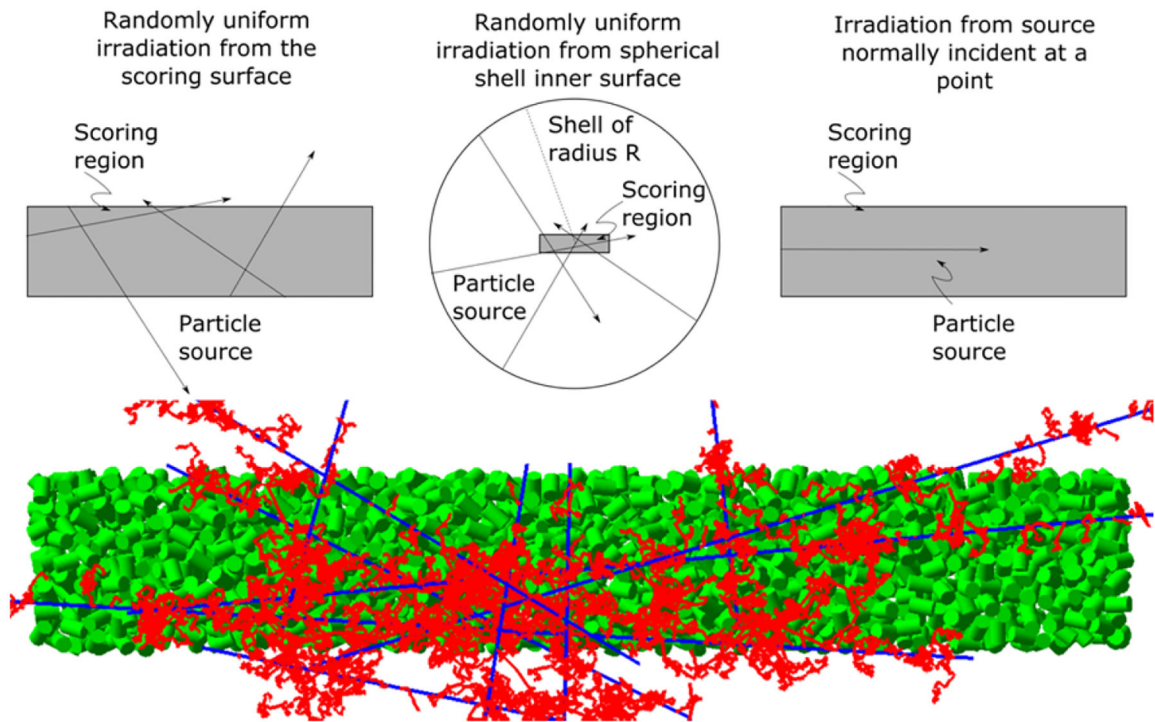 Randomly uniform
irradiation from the
scoring surface
Scoring
region
Particle
source
Randomly uniform
irradiation from spherical
shell inner surface
Shell of
radius R
Scoring
region
Particle
source
Irradiation from source
normally incident at a
point
Scoring
region
Particle
source